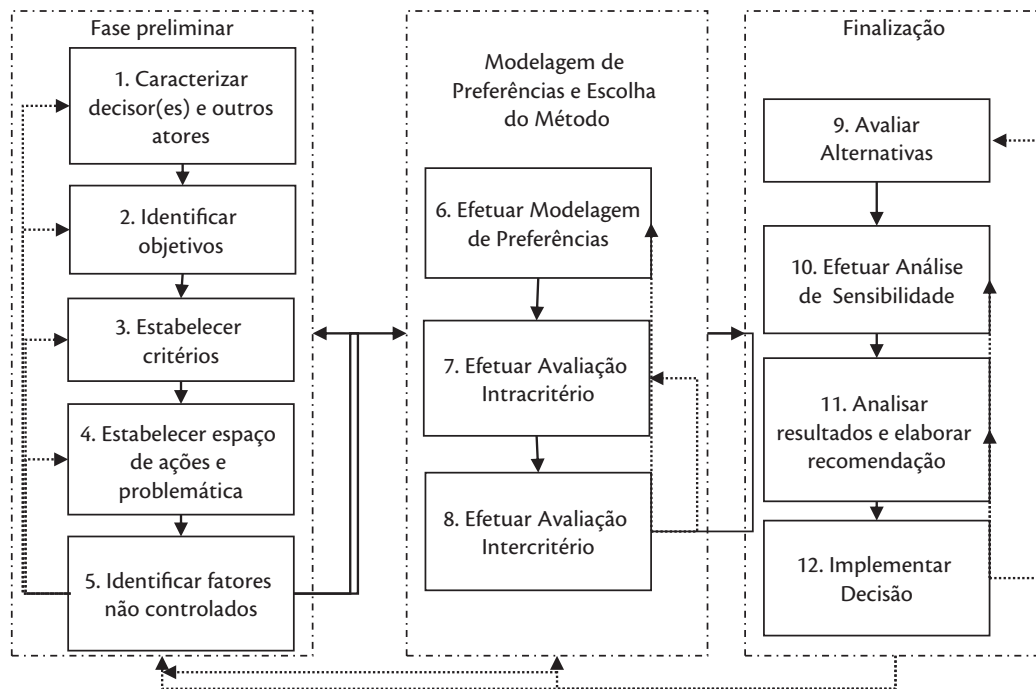 Fase preliminar
1. Caracterizar
decisor(es) e outros
atores
2. Identificar
objetivos
3. Estabelecer
critérios
4. Estabelecer espaço
de ações e
problemática
5. Identificar fatores
não controlados
Modelagem de
Preferências e Escolha
do Método
6. Efetuar Modelagem
de Preferências
7. Efetuar Avaliação
Intracritério
8. Efetuar Avaliação
Intercritério
Finalização
9. Avaliar
Alternativas
10. Efetuar Análise
de Sensibilidade
11. Analisar
resultados e elaborar
recomendação
12. Implementar
Decisão